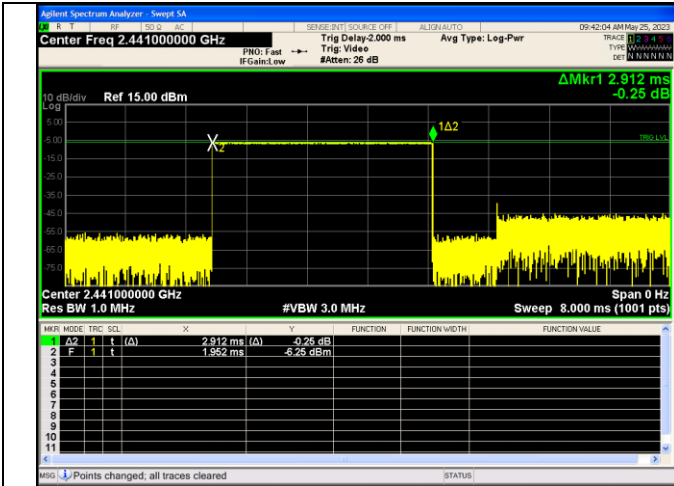 Agilent Spectrum Analyzer - Swept SA
R T RF 50 Ω AC SENSE:INT SOURCE OFF ALIGN AUTO 09:42:04 AM May 25, 2023
Center Freq 2.441000000 GHz Trig Delay-2.000 ms Avg Type: Log-Pwr TRACE 1 2 3 4 5 6
PNO: Fast Trig: Video TYPE
IFGain:Low #Atten: 26 dB DET N N N N N N
ΔMkr1 2.912 ms
10 dB/div Ref 15.00 dBm -0.25 dB
Log
5.00
1Δ2
-5.00 X2 TRIG LVL
-15.0
-25.0
-35.0
-45.0
-55.0
-65.0
-75.0
Center 2.441000000 GHz Span 0 Hz
Res BW 1.0 MHz #VBW 3.0 MHz Sweep 8.000 ms (1001 pts)
MKR MODE TRC SCL X Y FUNCTION FUNCTION WIDTH FUNCTION VALUE
1 Δ2 1 t (Δ) 2.912 ms (Δ) -0.25 dB
2 F 1 t 1.952 ms -6.25 dBm
3
4
5
6
7
8
9
10
11
MSG Points changed; all traces cleared STATUS